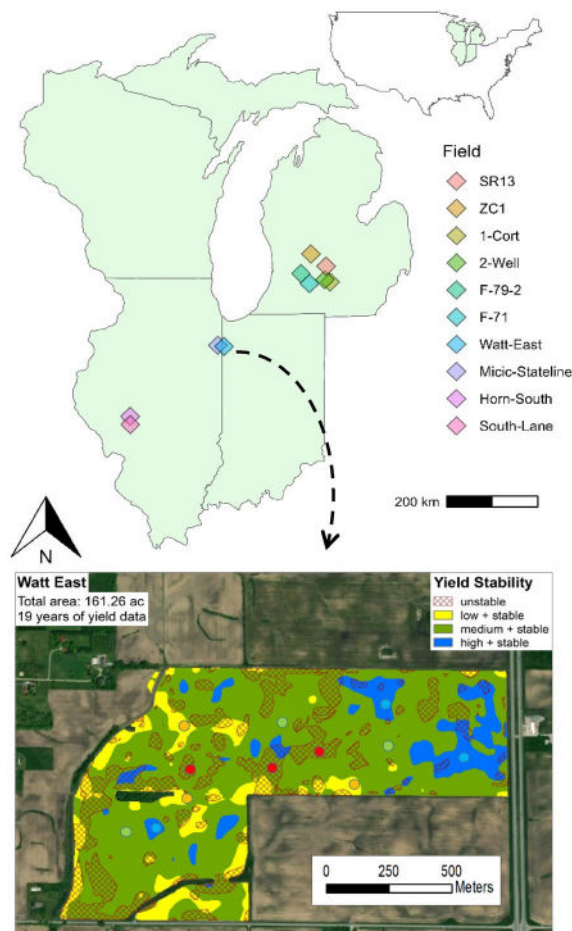 Field
SR13
ZC1
1-Cort
2-Well
F-79-2
F-71
Watt-East
Micic-Stateline
Horn-South
South-Lane
200 km
N
Watt East
Total area: 161.26 ac
19 years of yield data
Yield Stability
unstable
low + stable
medium + stable
high + stable
0 250 500
Meters